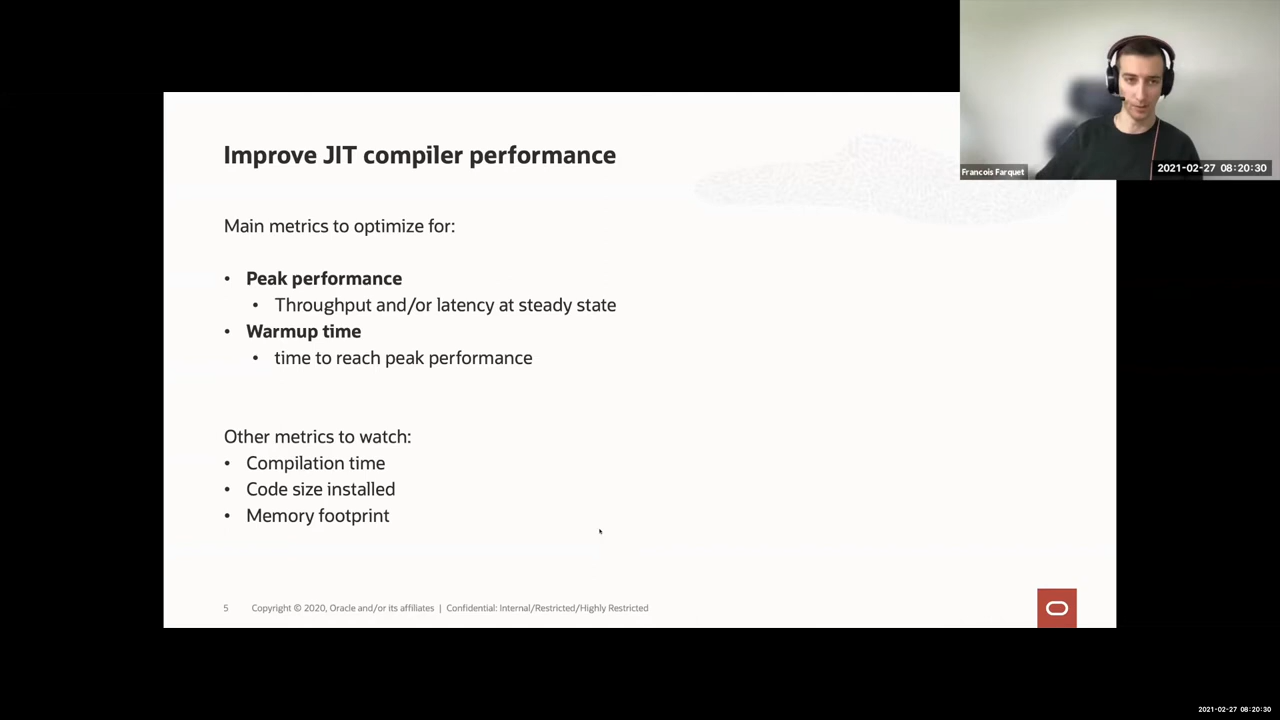 Improve JIT compiler performance
Main metrics to optimize for:
• Peak performance
• Throughput and/or latency at steady state
• Warmup time
• time to reach peak performance
Other metrics to watch:
• Compilation time
• Code size installed
• Memory footprint
5 Copyright © 2020, Oracle and/or its affiliates | Confidential: Internal/Restricted/Highly Restricted
Francois Farquet
2021-02-27 08:20:30
2021-02-27 08:20:30